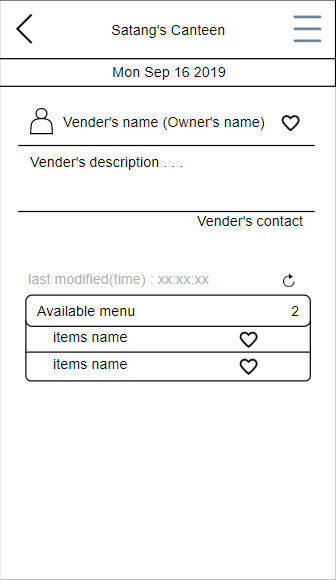 Satang's Canteen
Mon Sep 16 2019
Vender's name (Owner's name)
Vender's description . . .
Vender's contact
last modified(time) : xx:xx:xx
Available menu 2
items name
items name